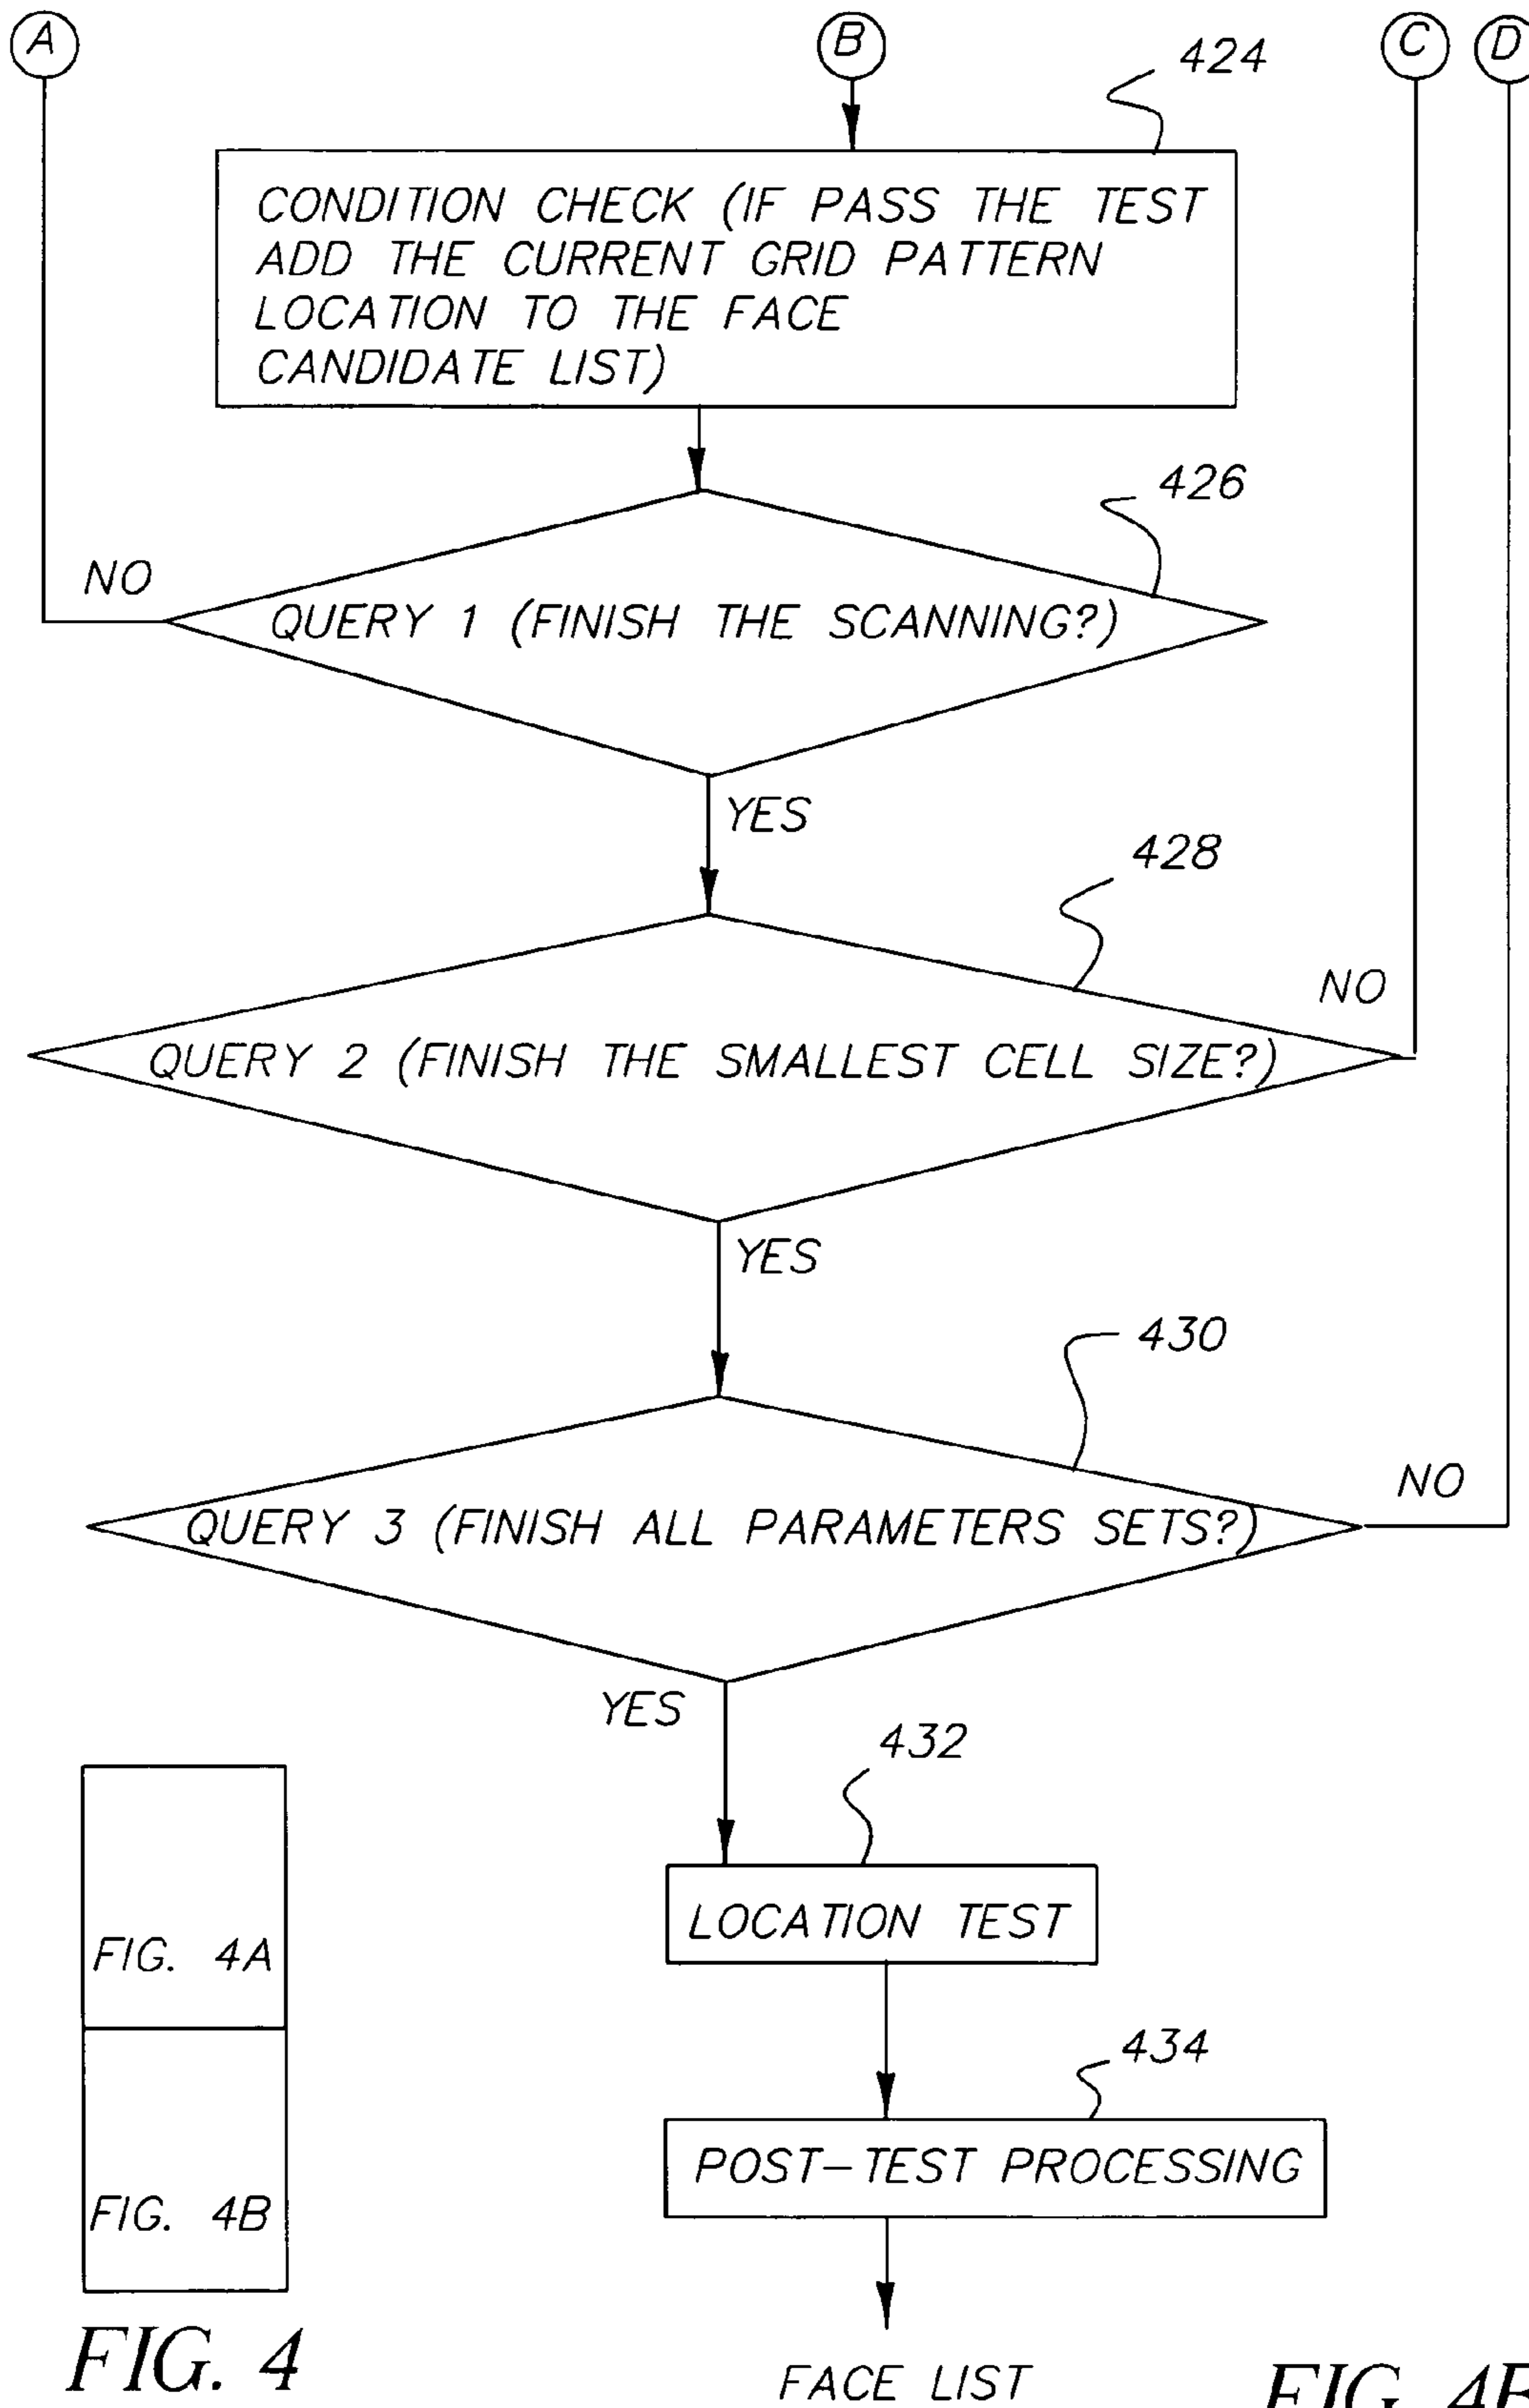 A B C D
424
CONDITION CHECK (IF PASS THE TEST
ADD THE CURRENT GRID PATTERN
LOCATION TO THE FACE
CANDIDATE LIST)
426
NO
QUERY 1 (FINISH THE SCANNING?)
YES
428
NO
QUERY 2 (FINISH THE SMALLEST CELL SIZE?)
YES
430
NO
QUERY 3 (FINISH ALL PARAMETERS SETS?)
YES
432
LOCATION TEST
434
POST-TEST PROCESSING
FACE LIST
FIG. 4A
FIG. 4B
FIG. 4
FIG. 4B